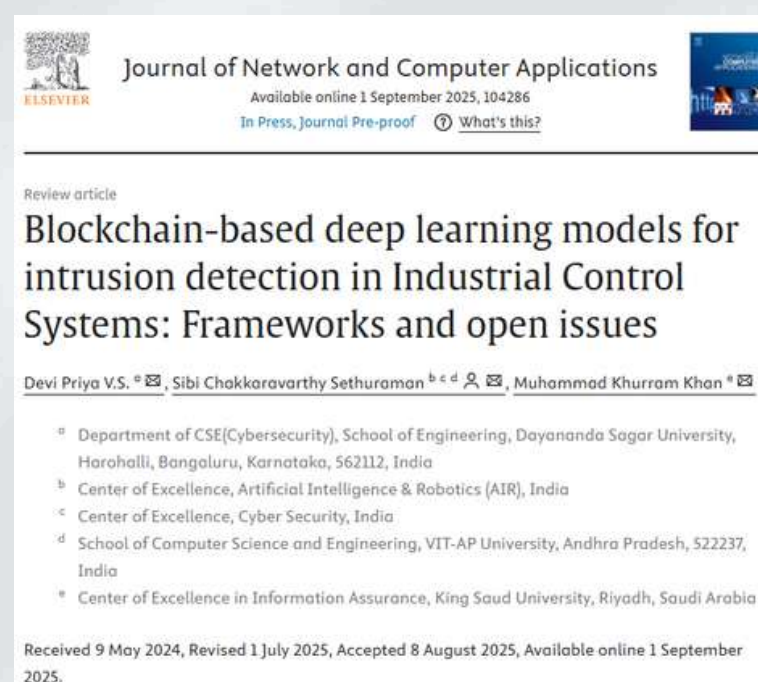 ELSEVIER
Journal of Network and Computer Applications
Available online 1 September 2025, 104286
In Press, Journal Pre-proof ? What's this?
Review article
Blockchain-based deep learning models for
intrusion detection in Industrial Control
Systems: Frameworks and open issues
Devi Priya V.S. a, Sibi Chakkaravarthy Sethuraman b c d, Muhammad Khurram Khan e
a Department of CSE(Cybersecurity), School of Engineering, Dayananda Sagar University,
Harohalli, Bangaluru, Karnataka, 562112, India
b Center of Excellence, Artificial Intelligence & Robotics (AIR), India
c Center of Excellence, Cyber Security, India
d School of Computer Science and Engineering, VIT-AP University, Andhra Pradesh, 522237,
India
e Center of Excellence in Information Assurance, King Saud University, Riyadh, Saudi Arabia
Received 9 May 2024, Revised 1 July 2025, Accepted 8 August 2025, Available online 1 September
2025.